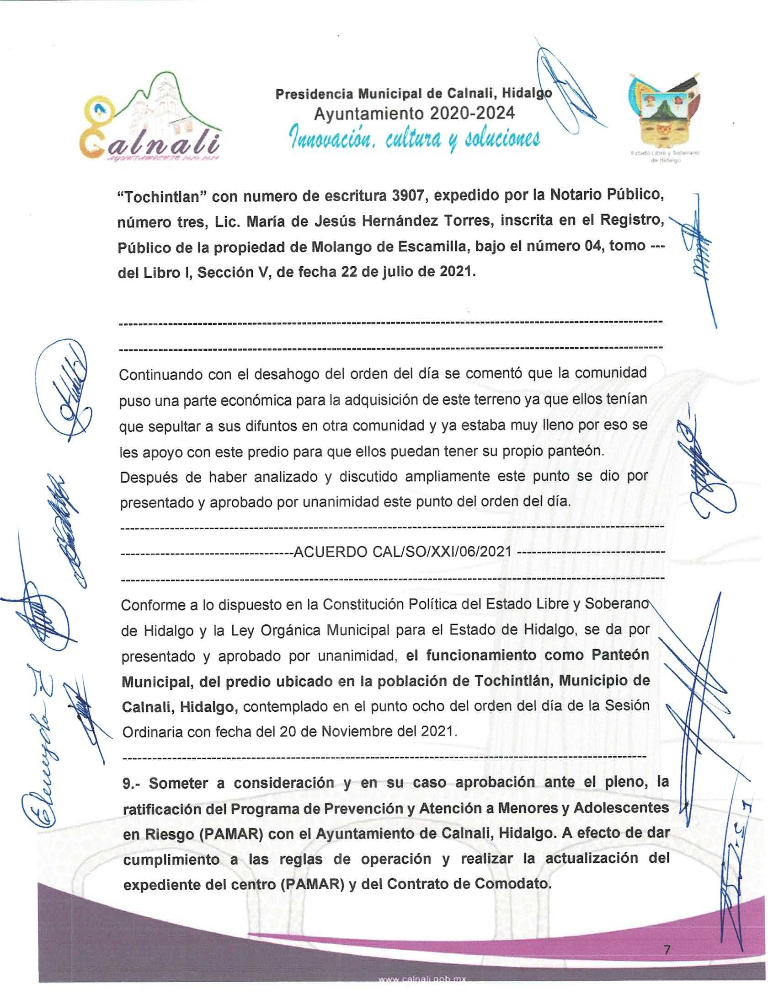 Calnali
AYUNTAMIENTO 2020-2024
Presidencia Municipal de Calnali, Hidalgo
Ayuntamiento 2020-2024
Innovación, cultura y soluciones
Estado Libre y Soberano
de Hidalgo
“Tochintlan” con numero de escritura 3907, expedido por la Notario Público,
número tres, Lic. María de Jesús Hernández Torres, inscrita en el Registro,
Público de la propiedad de Molango de Escamilla, bajo el número 04, tomo ---
del Libro I, Sección V, de fecha 22 de julio de 2021.
Continuando con el desahogo del orden del día se comentó que la comunidad
puso una parte económica para la adquisición de este terreno ya que ellos tenían
que sepultar a sus difuntos en otra comunidad y ya estaba muy lleno por eso se
les apoyo con este predio para que ellos puedan tener su propio panteón.
Después de haber analizado y discutido ampliamente este punto se dio por
presentado y aprobado por unanimidad este punto del orden del día.
-----------------------------------ACUERDO CAL/SO/XXI/06/2021 ------------------------------
Conforme a lo dispuesto en la Constitución Política del Estado Libre y Soberano
de Hidalgo y la Ley Orgánica Municipal para el Estado de Hidalgo, se da por
presentado y aprobado por unanimidad, el funcionamiento como Panteón
Municipal, del predio ubicado en la población de Tochintlán, Municipio de
Calnali, Hidalgo, contemplado en el punto ocho del orden del día de la Sesión
Ordinaria con fecha del 20 de Noviembre del 2021.
9.- Someter a consideración y en su caso aprobación ante el pleno, la
ratificación del Programa de Prevención y Atención a Menores y Adolescentes
en Riesgo (PAMAR) con el Ayuntamiento de Calnali, Hidalgo. A efecto de dar
cumplimiento a las reglas de operación y realizar la actualización del
expediente del centro (PAMAR) y del Contrato de Comodato.
7
www.calnali.gob.mx